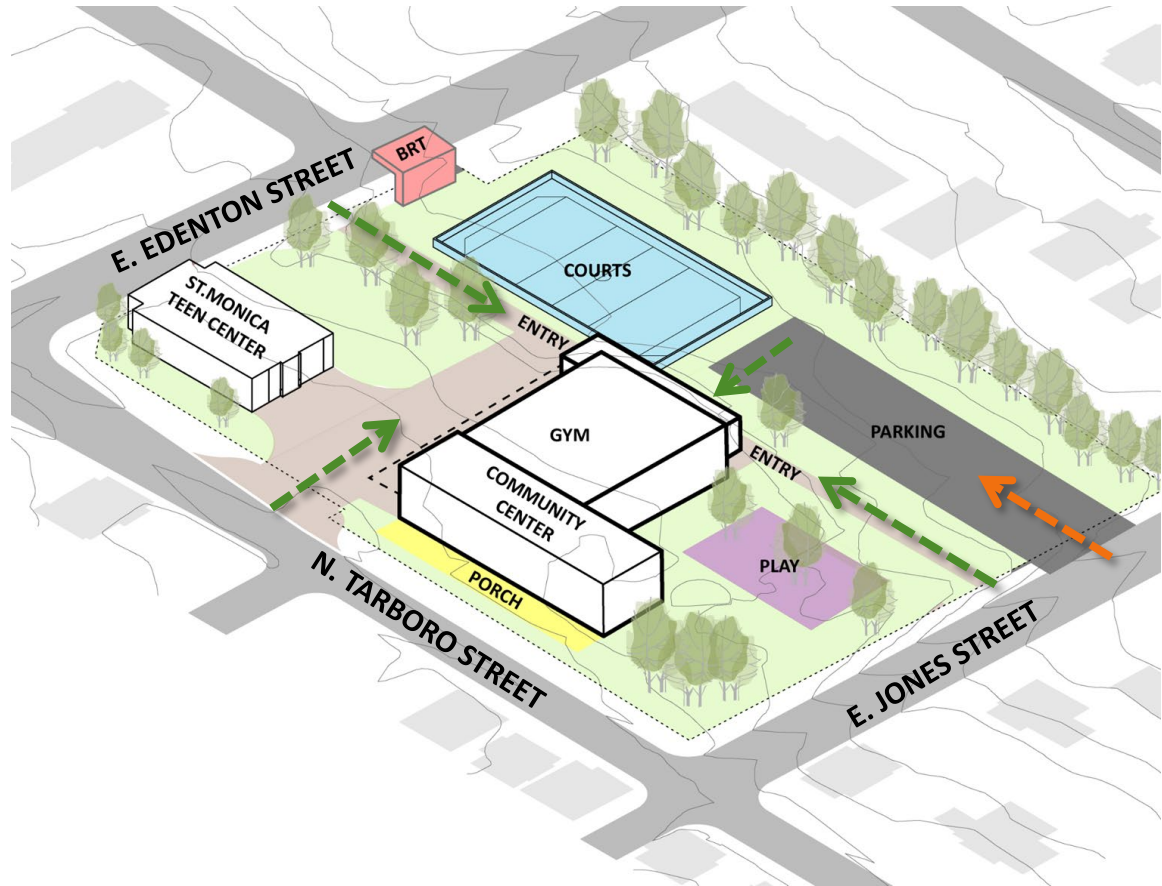 BRT
E. EDENTON STREET
COURTS
ST.MONICA
TEEN CENTER
ENTRY
GYM
PARKING
ENTRY
COMMUNITY
CENTER
PLAY
PORCH
N. TARBORO STREET
E. JONES STREET